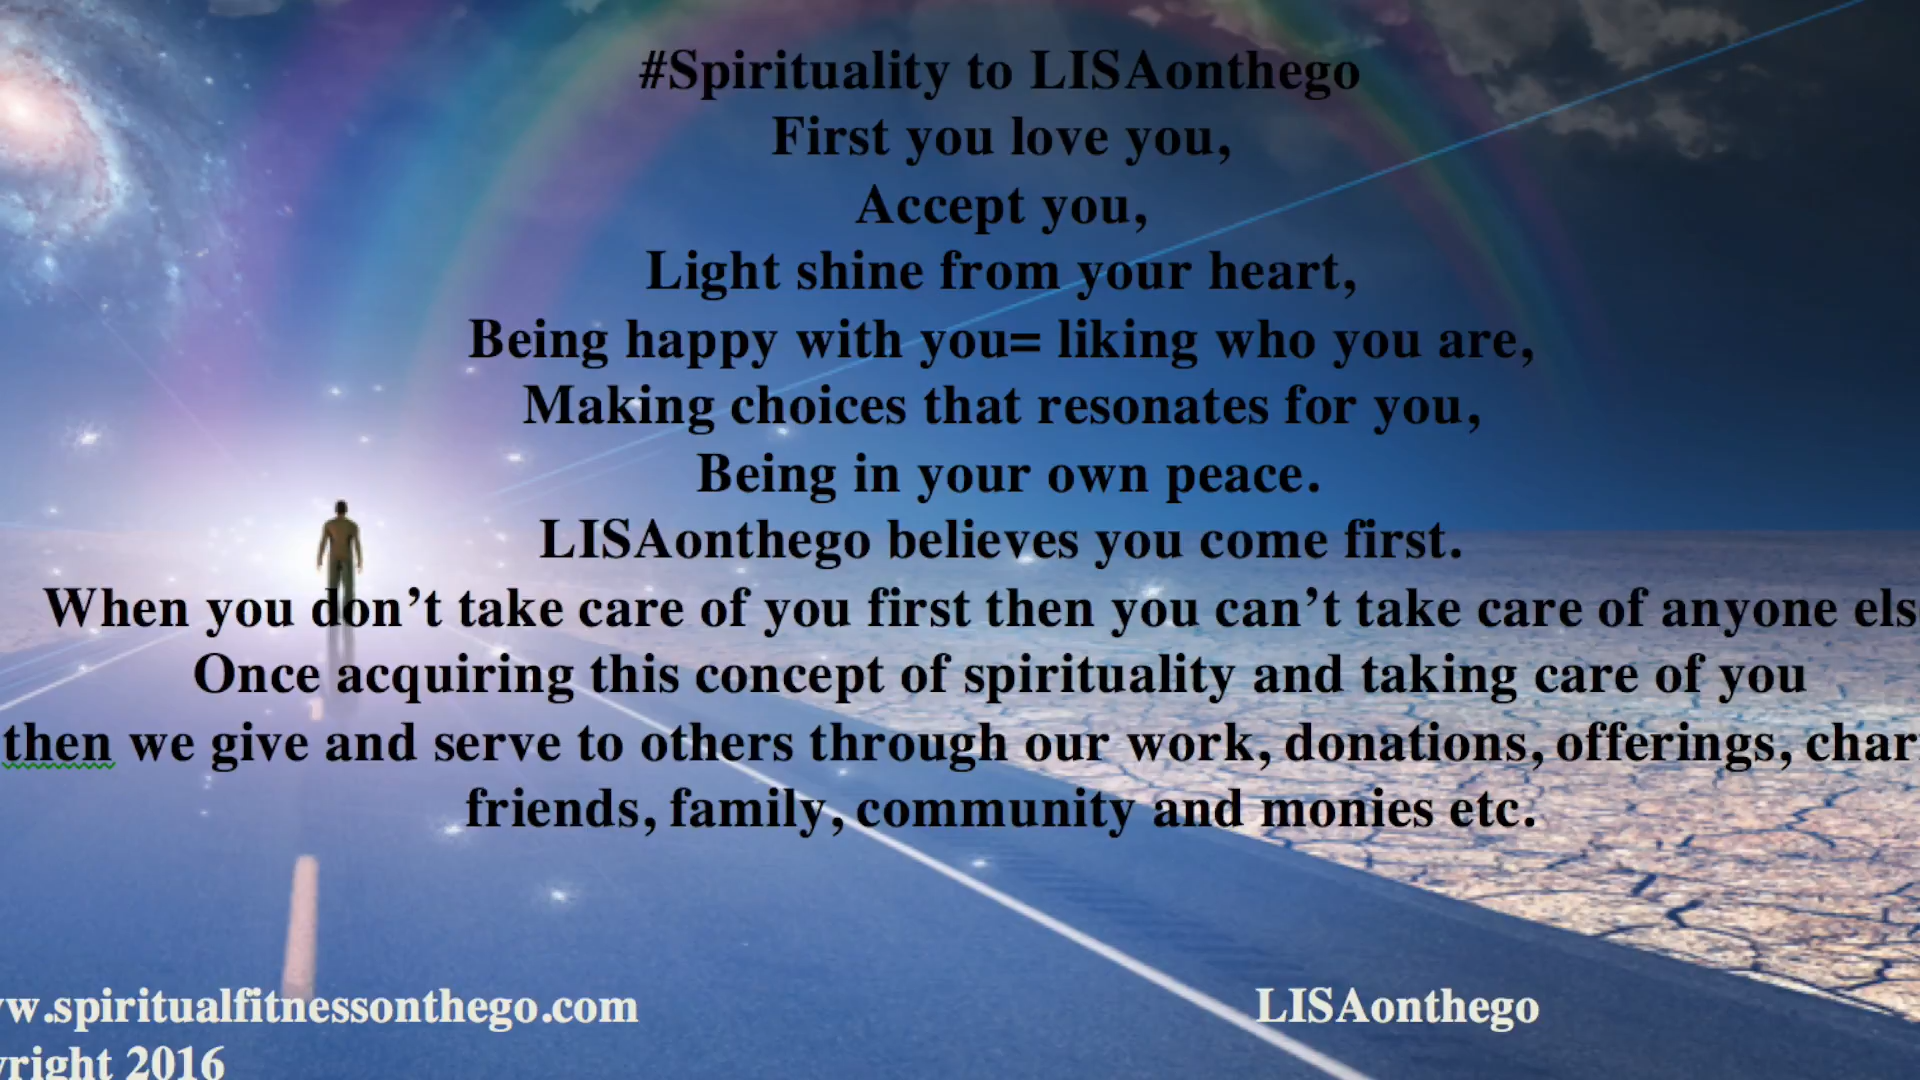 #Spirituality to LISAonthego
First you love you,
Accept you,
Light shine from your heart,
Being happy with you= liking who you are,
Making choices that resonates for you,
Being in your own peace.
LISAonthego believes you come first.
When you don’t take care of you first then you can’t take care of anyone els
Once acquiring this concept of spirituality and taking care of you
then we give and serve to others through our work, donations, offerings, char
friends, family, community and monies etc.
w.spiritualfitnessonthego.com
LISAonthego
right 2016